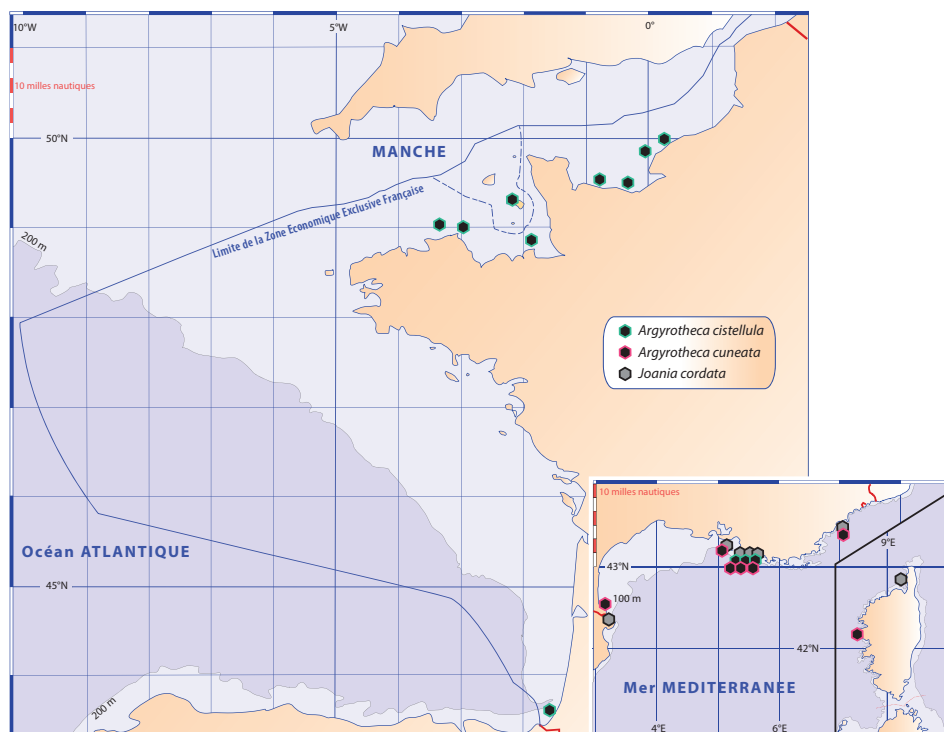 10°W
5°W
0°
10 milles nautiques
50°N
MANCHE
Limite de la Zone Economique Exclusive Française
200 m
Argyrotheca cistellula
Argyrotheca cuneata
Joania cordata
10 milles nautiques
Océan ATLANTIQUE
9°E
43°N
45°N
100 m
42°N
Mer MEDITERRANEE
200 m
4°E
6°E